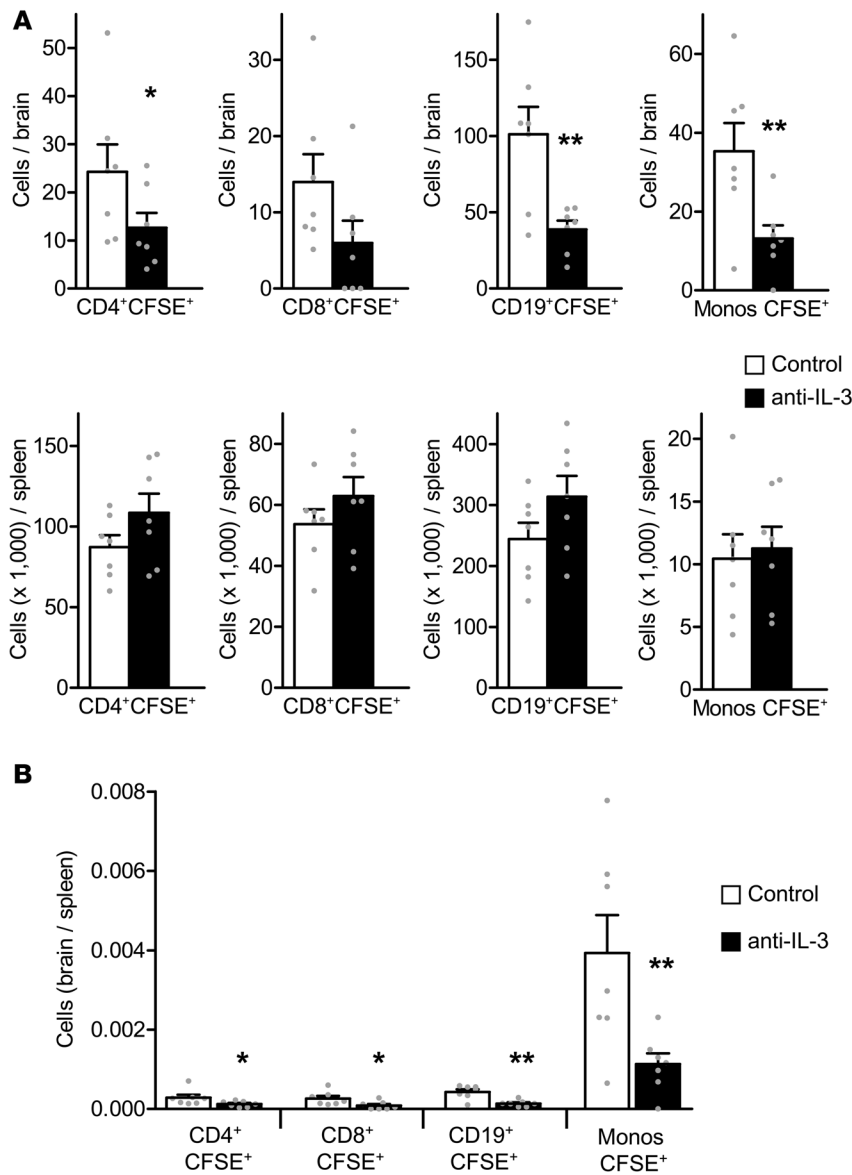 A
Cells / brain
50
40
30
20
10
0
*
CD4⁺CFSE⁺
Cells / brain
30
20
10
0
CD8⁺CFSE⁺
Cells / brain
150
100
50
0
**
CD19⁺CFSE⁺
Cells / brain
60
40
20
0
**
Monos CFSE⁺
Control
anti-IL-3
Cells (x 1,000) / spleen
150
100
50
0
CD4⁺CFSE⁺
Cells (x 1,000) / spleen
80
60
40
20
0
CD8⁺CFSE⁺
Cells (x 1,000) / spleen
400
300
200
100
0
CD19⁺CFSE⁺
Cells (x 1,000) / spleen
20
15
10
5
0
Monos CFSE⁺
B
Cells (brain / spleen)
0.008
0.006
0.004
0.002
0.000
*
*
**
**
Control
anti-IL-3
CD4⁺
CFSE⁺
CD8⁺
CFSE⁺
CD19⁺
CFSE⁺
Monos
CFSE⁺